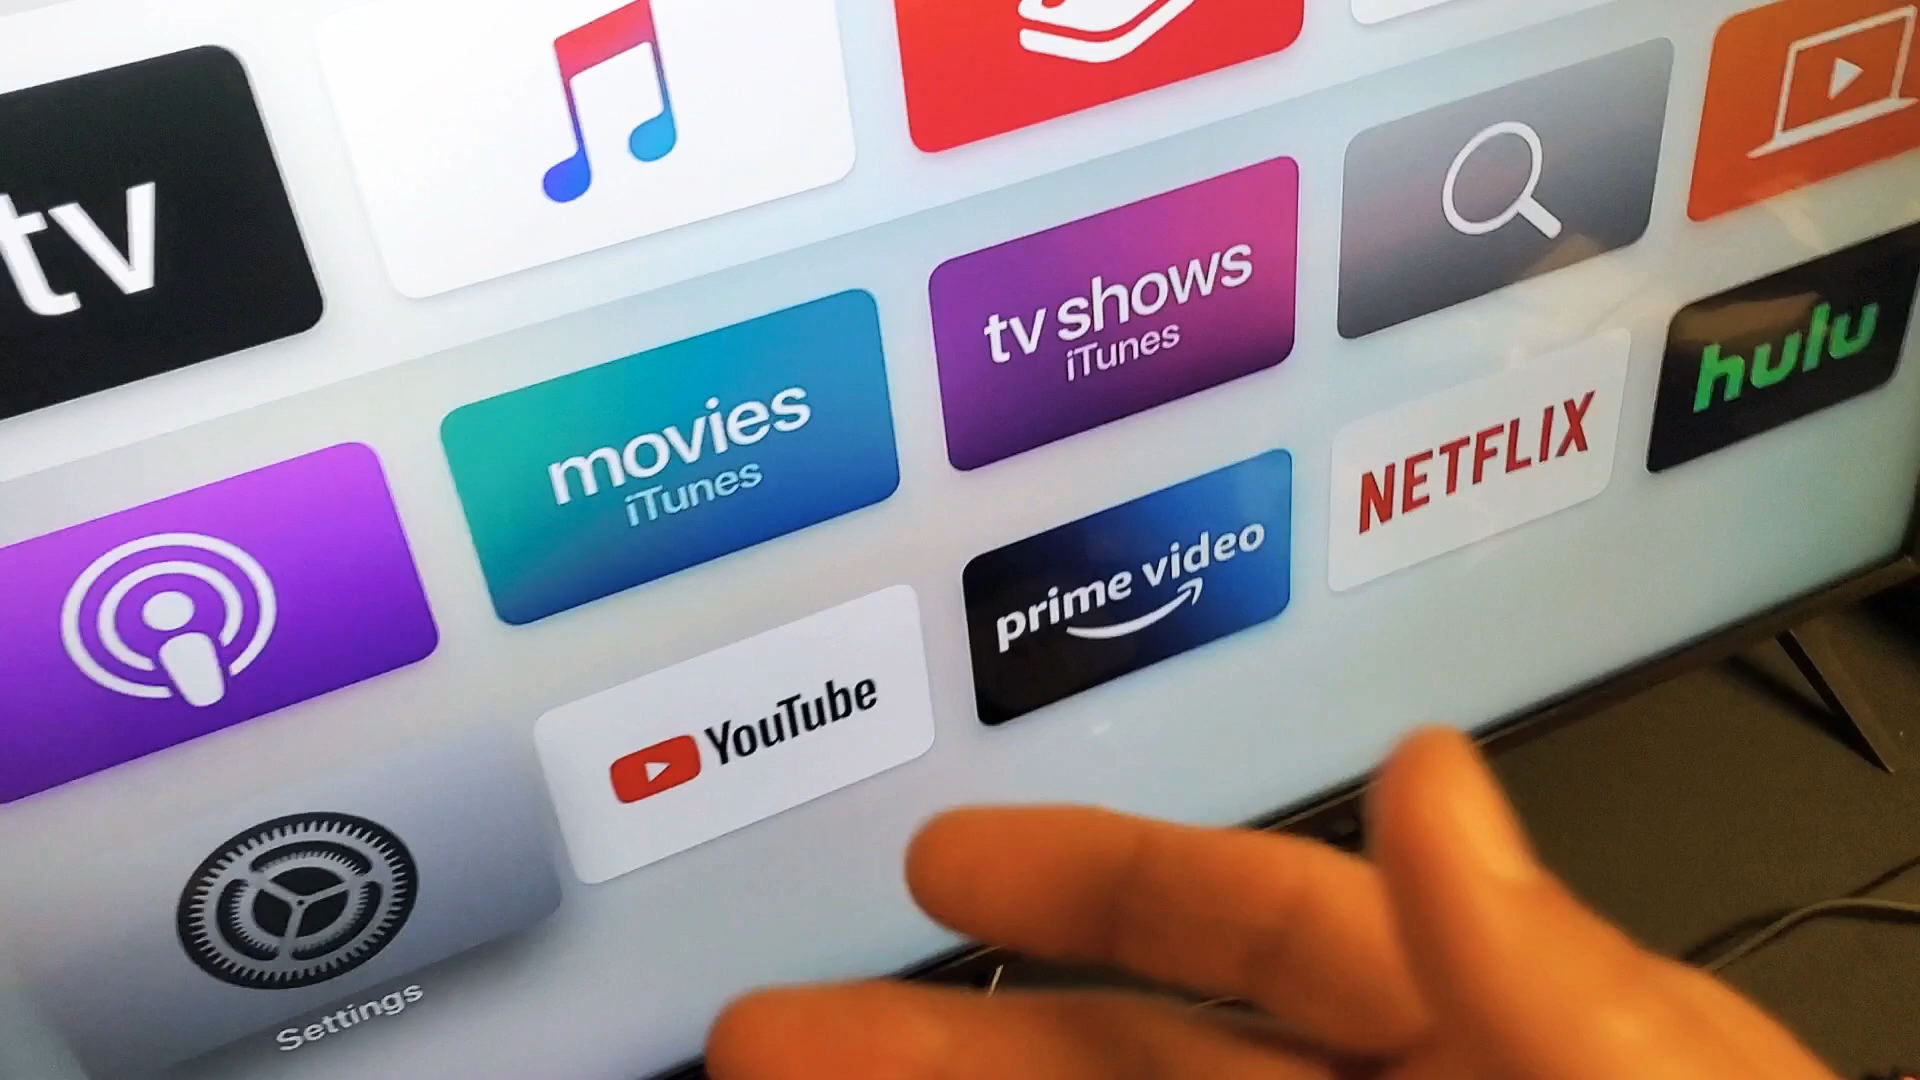 tv
movies
iTunes
tv shows
iTunes
hulu
Settings
YouTube
prime video
NETFLIX